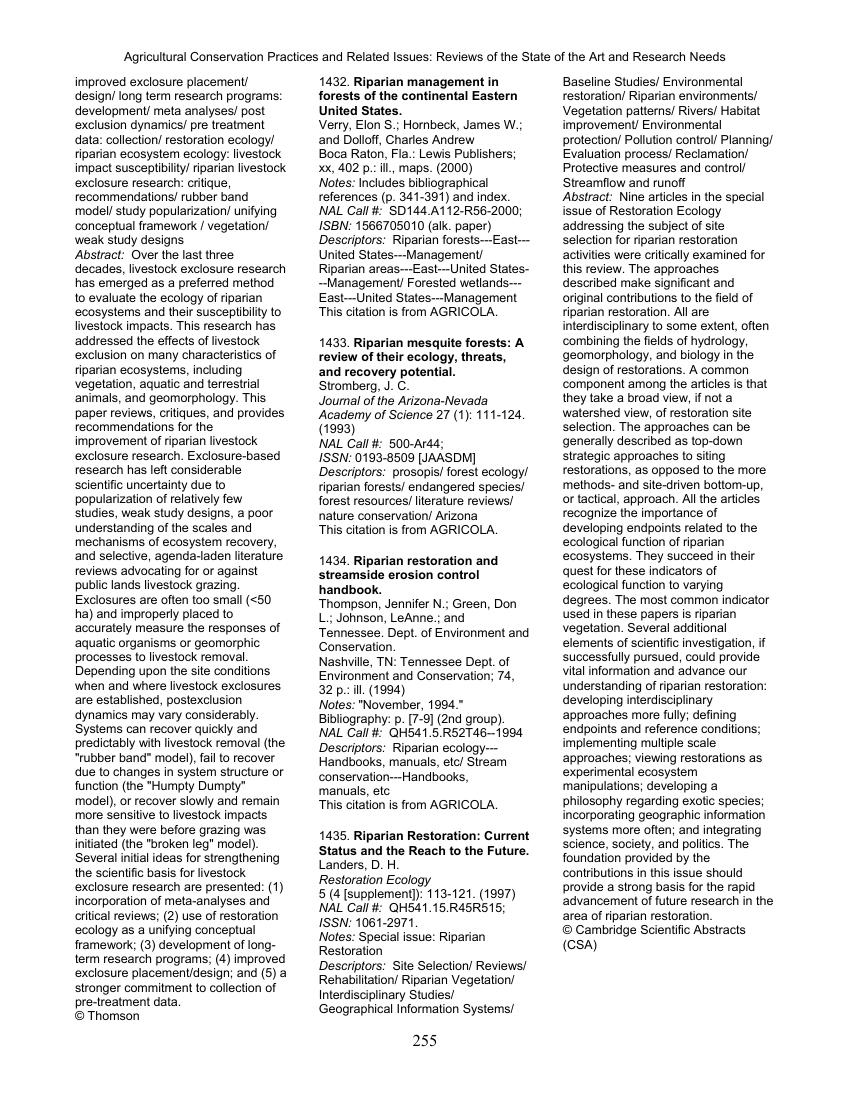 Agricultural Conservation Practices and Related Issues: Reviews of the State of the Art and Research Needs
improved exclosure placement/
design/ long term research programs:
development/ meta analyses/ post
exclusion dynamics/ pre treatment
data: collection/ restoration ecology/
riparian ecosystem ecology: livestock
impact susceptibility/ riparian livestock
exclosure research: critique,
recommendations/ rubber band
model/ study popularization/ unifying
conceptual framework / vegetation/
weak study designs
Abstract: Over the last three
decades, livestock exclosure research
has emerged as a preferred method
to evaluate the ecology of riparian
ecosystems and their susceptibility to
livestock impacts. This research has
addressed the effects of livestock
exclusion on many characteristics of
riparian ecosystems, including
vegetation, aquatic and terrestrial
animals, and geomorphology. This
paper reviews, critiques, and provides
recommendations for the
improvement of riparian livestock
exclosure research. Exclosure-based
research has left considerable
scientific uncertainty due to
popularization of relatively few
studies, weak study designs, a poor
understanding of the scales and
mechanisms of ecosystem recovery,
and selective, agenda-laden literature
reviews advocating for or against
public lands livestock grazing.
Exclosures are often too small (<50
ha) and improperly placed to
accurately measure the responses of
aquatic organisms or geomorphic
processes to livestock removal.
Depending upon the site conditions
when and where livestock exclosures
are established, postexclusion
dynamics may vary considerably.
Systems can recover quickly and
predictably with livestock removal (the
"rubber band" model), fail to recover
due to changes in system structure or
function (the "Humpty Dumpty"
model), or recover slowly and remain
more sensitive to livestock impacts
than they were before grazing was
initiated (the "broken leg" model).
Several initial ideas for strengthening
the scientific basis for livestock
exclosure research are presented: (1)
incorporation of meta-analyses and
critical reviews; (2) use of restoration
ecology as a unifying conceptual
framework; (3) development of long-
term research programs; (4) improved
exclosure placement/design; and (5) a
stronger commitment to collection of
pre-treatment data.
© Thomson
1432. Riparian management in
forests of the continental Eastern
United States.
Verry, Elon S.; Hornbeck, James W.;
and Dolloff, Charles Andrew
Boca Raton, Fla.: Lewis Publishers;
xx, 402 p.: ill., maps. (2000)
Notes: Includes bibliographical
references (p. 341-391) and index.
NAL Call #: SD144.A112-R56-2000;
ISBN: 1566705010 (alk. paper)
Descriptors: Riparian forests---East---
United States---Management/
Riparian areas---East---United States-
--Management/ Forested wetlands---
East---United States---Management
This citation is from AGRICOLA.
1433. Riparian mesquite forests: A
review of their ecology, threats,
and recovery potential.
Stromberg, J. C.
Journal of the Arizona-Nevada
Academy of Science 27 (1): 111-124.
(1993)
NAL Call #: 500-Ar44;
ISSN: 0193-8509 [JAASDM]
Descriptors: prosopis/ forest ecology/
riparian forests/ endangered species/
forest resources/ literature reviews/
nature conservation/ Arizona
This citation is from AGRICOLA.
1434. Riparian restoration and
streamside erosion control
handbook.
Thompson, Jennifer N.; Green, Don
L.; Johnson, LeAnne.; and
Tennessee. Dept. of Environment and
Conservation.
Nashville, TN: Tennessee Dept. of
Environment and Conservation; 74,
32 p.: ill. (1994)
Notes: "November, 1994."
Bibliography: p. [7-9] (2nd group).
NAL Call #: QH541.5.R52T46--1994
Descriptors: Riparian ecology---
Handbooks, manuals, etc/ Stream
conservation---Handbooks,
manuals, etc
This citation is from AGRICOLA.
1435. Riparian Restoration: Current
Status and the Reach to the Future.
Landers, D. H.
Restoration Ecology
5 (4 [supplement]): 113-121. (1997)
NAL Call #: QH541.15.R45R515;
ISSN: 1061-2971.
Notes: Special issue: Riparian
Restoration
Descriptors: Site Selection/ Reviews/
Rehabilitation/ Riparian Vegetation/
Interdisciplinary Studies/
Geographical Information Systems/
Baseline Studies/ Environmental
restoration/ Riparian environments/
Vegetation patterns/ Rivers/ Habitat
improvement/ Environmental
protection/ Pollution control/ Planning/
Evaluation process/ Reclamation/
Protective measures and control/
Streamflow and runoff
Abstract: Nine articles in the special
issue of Restoration Ecology
addressing the subject of site
selection for riparian restoration
activities were critically examined for
this review. The approaches
described make significant and
original contributions to the field of
riparian restoration. All are
interdisciplinary to some extent, often
combining the fields of hydrology,
geomorphology, and biology in the
design of restorations. A common
component among the articles is that
they take a broad view, if not a
watershed view, of restoration site
selection. The approaches can be
generally described as top-down
strategic approaches to siting
restorations, as opposed to the more
methods- and site-driven bottom-up,
or tactical, approach. All the articles
recognize the importance of
developing endpoints related to the
ecological function of riparian
ecosystems. They succeed in their
quest for these indicators of
ecological function to varying
degrees. The most common indicator
used in these papers is riparian
vegetation. Several additional
elements of scientific investigation, if
successfully pursued, could provide
vital information and advance our
understanding of riparian restoration:
developing interdisciplinary
approaches more fully; defining
endpoints and reference conditions;
implementing multiple scale
approaches; viewing restorations as
experimental ecosystem
manipulations; developing a
philosophy regarding exotic species;
incorporating geographic information
systems more often; and integrating
science, society, and politics. The
foundation provided by the
contributions in this issue should
provide a strong basis for the rapid
advancement of future research in the
area of riparian restoration.
© Cambridge Scientific Abstracts
(CSA)
255